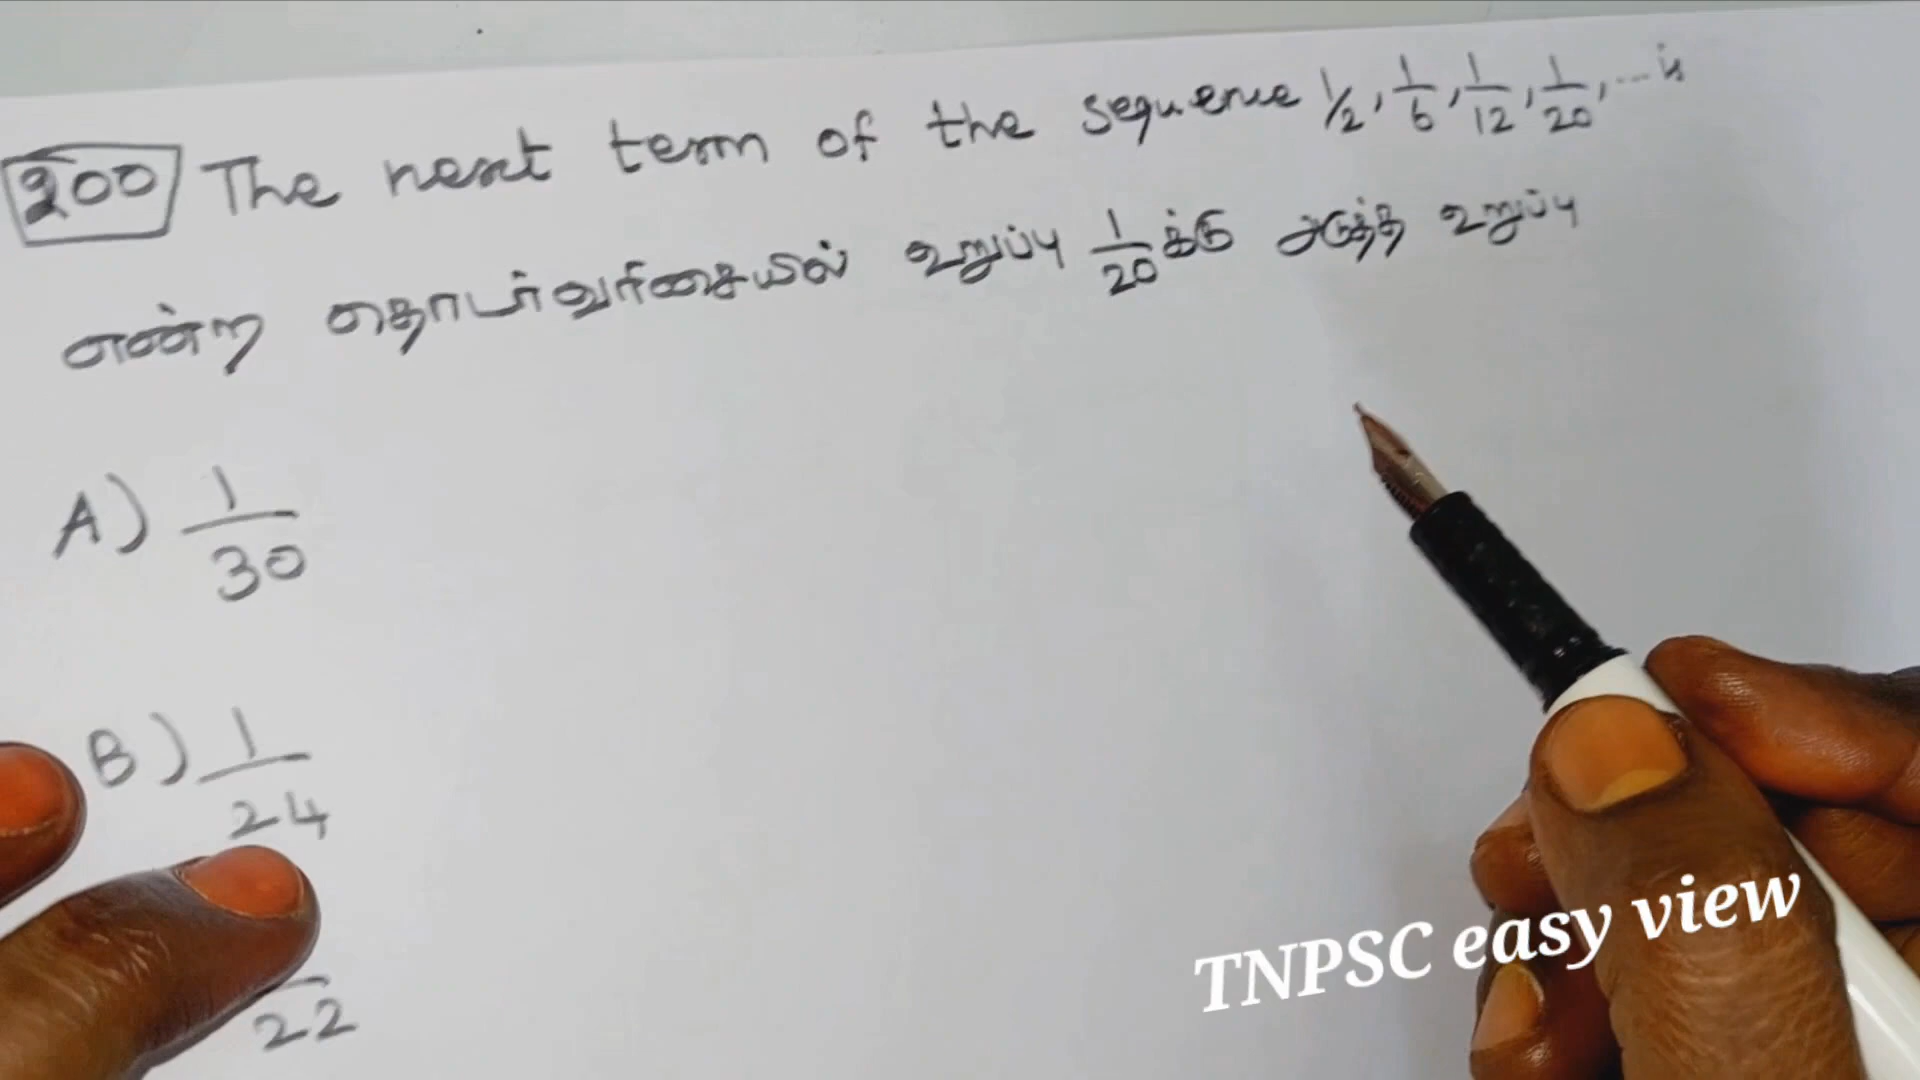 200 The next term of the sequence 1/2, 1/6, 1/12, 1/20, ... is
என்ற தொடர்வரிசையில் உறுப்பு 1/20 க்கு அடுத்த உறுப்பு
A) 1/30
B) 1/24
22
TNPSC easy view